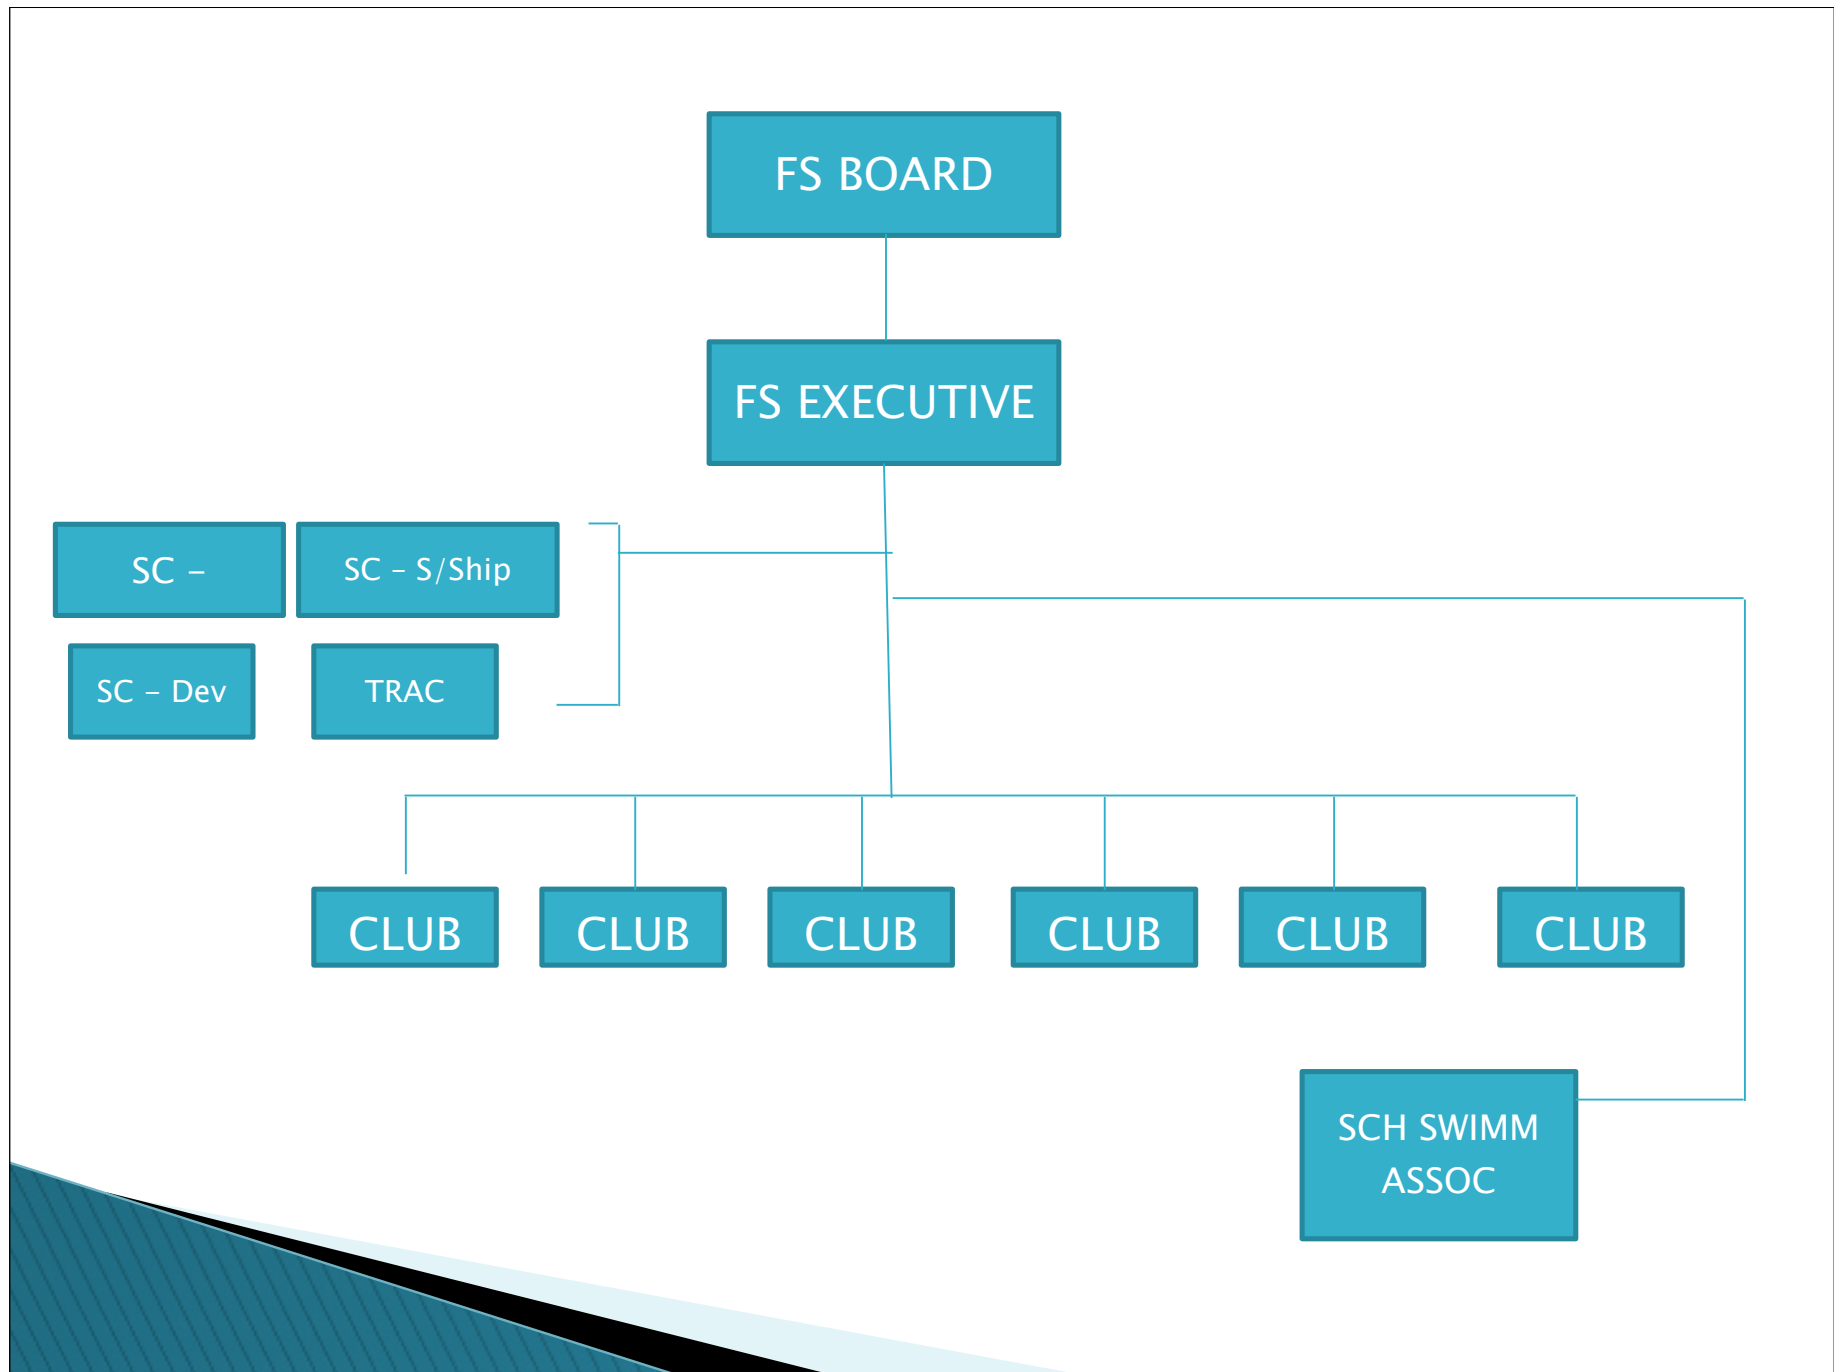 FS BOARD
FS EXECUTIVE
SC –
SC – S/Ship
SC – Dev
TRAC
CLUB
CLUB
CLUB
CLUB
CLUB
CLUB
SCH SWIMM
ASSOC